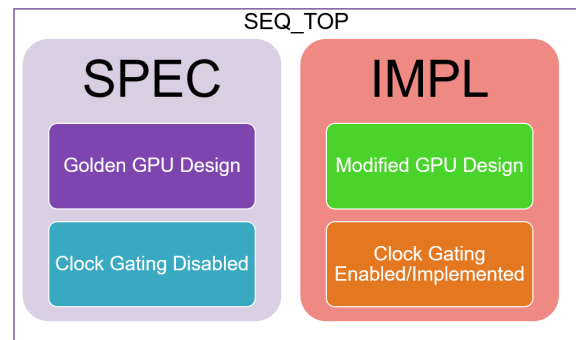 SEQ_TOP
SPEC
Golden GPU Design
Clock Gating Disabled
IMPL
Modified GPU Design
Clock Gating
Enabled/Implemented